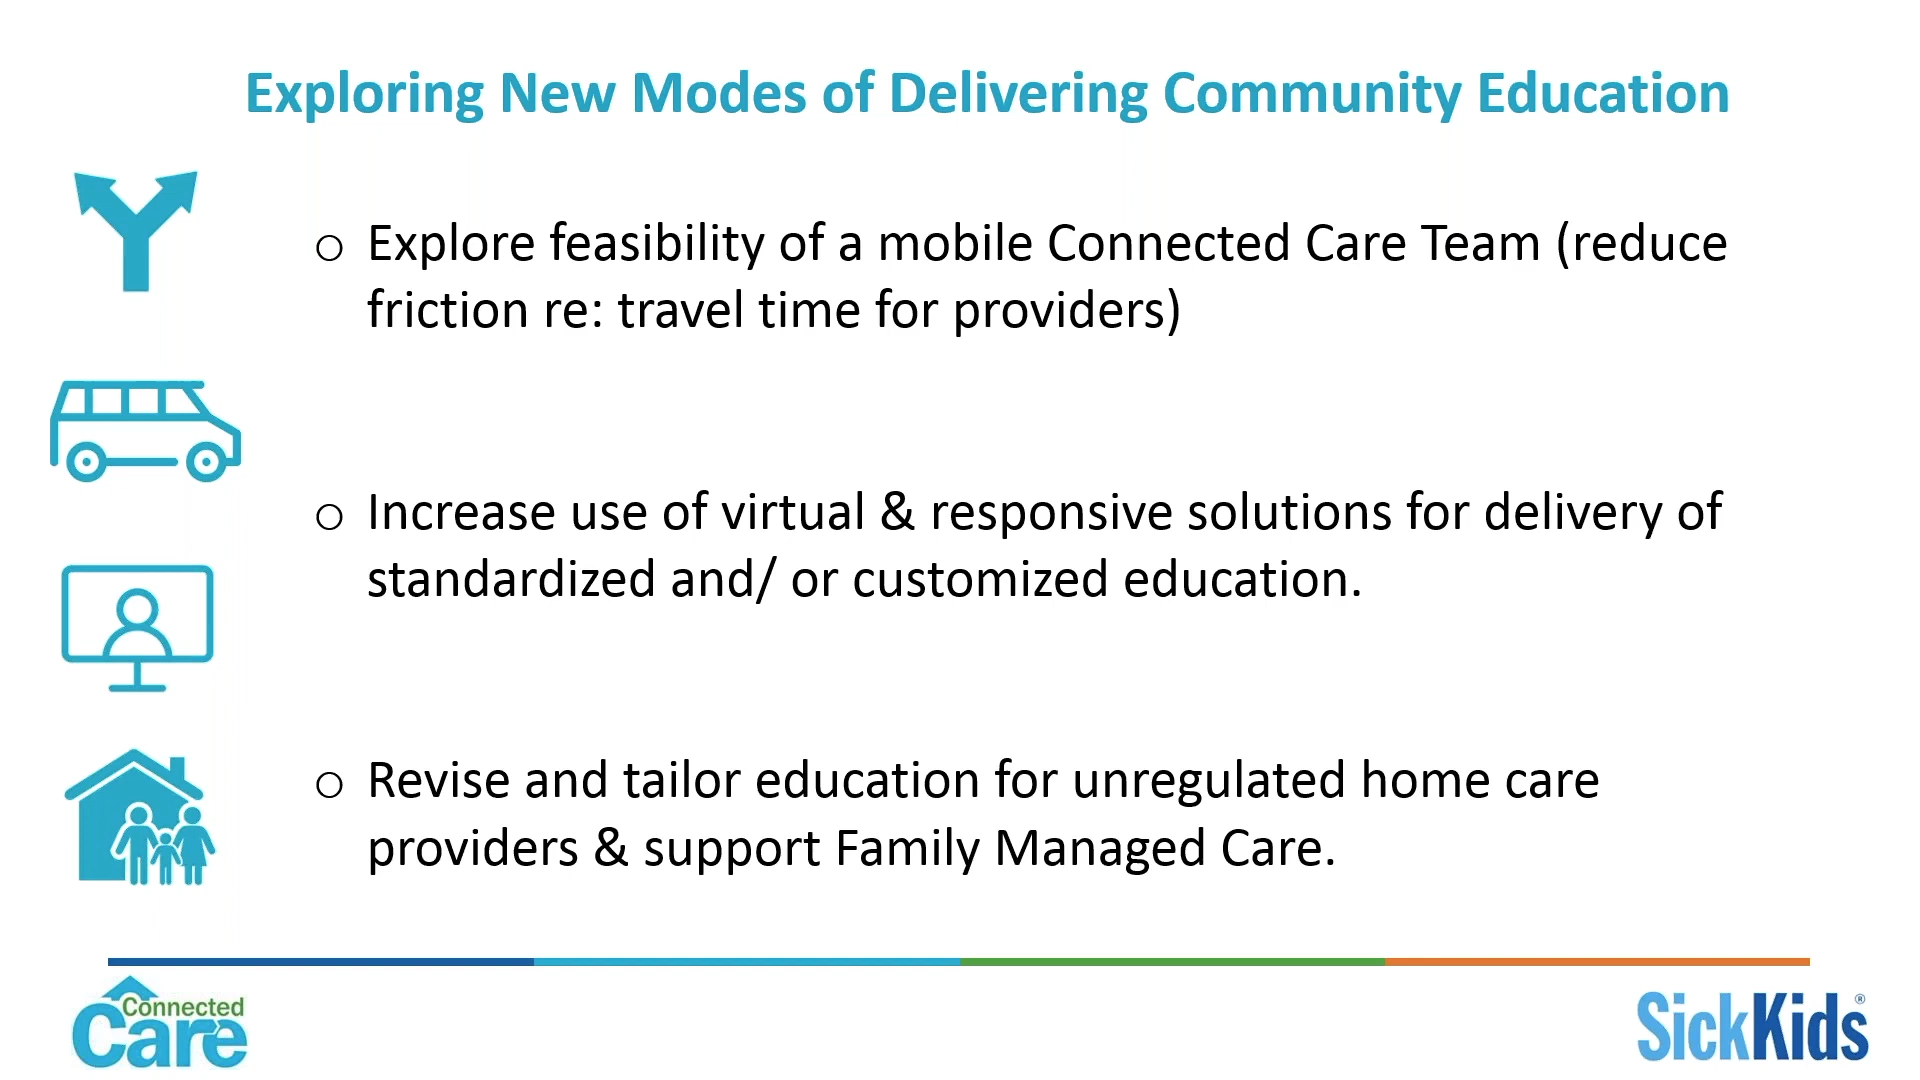 Exploring New Modes of Delivering Community Education
o Explore feasibility of a mobile Connected Care Team (reduce
friction re: travel time for providers)
o Increase use of virtual & responsive solutions for delivery of
standardized and/ or customized education.
o Revise and tailor education for unregulated home care
providers & support Family Managed Care.
Connected
Care
SickKids®